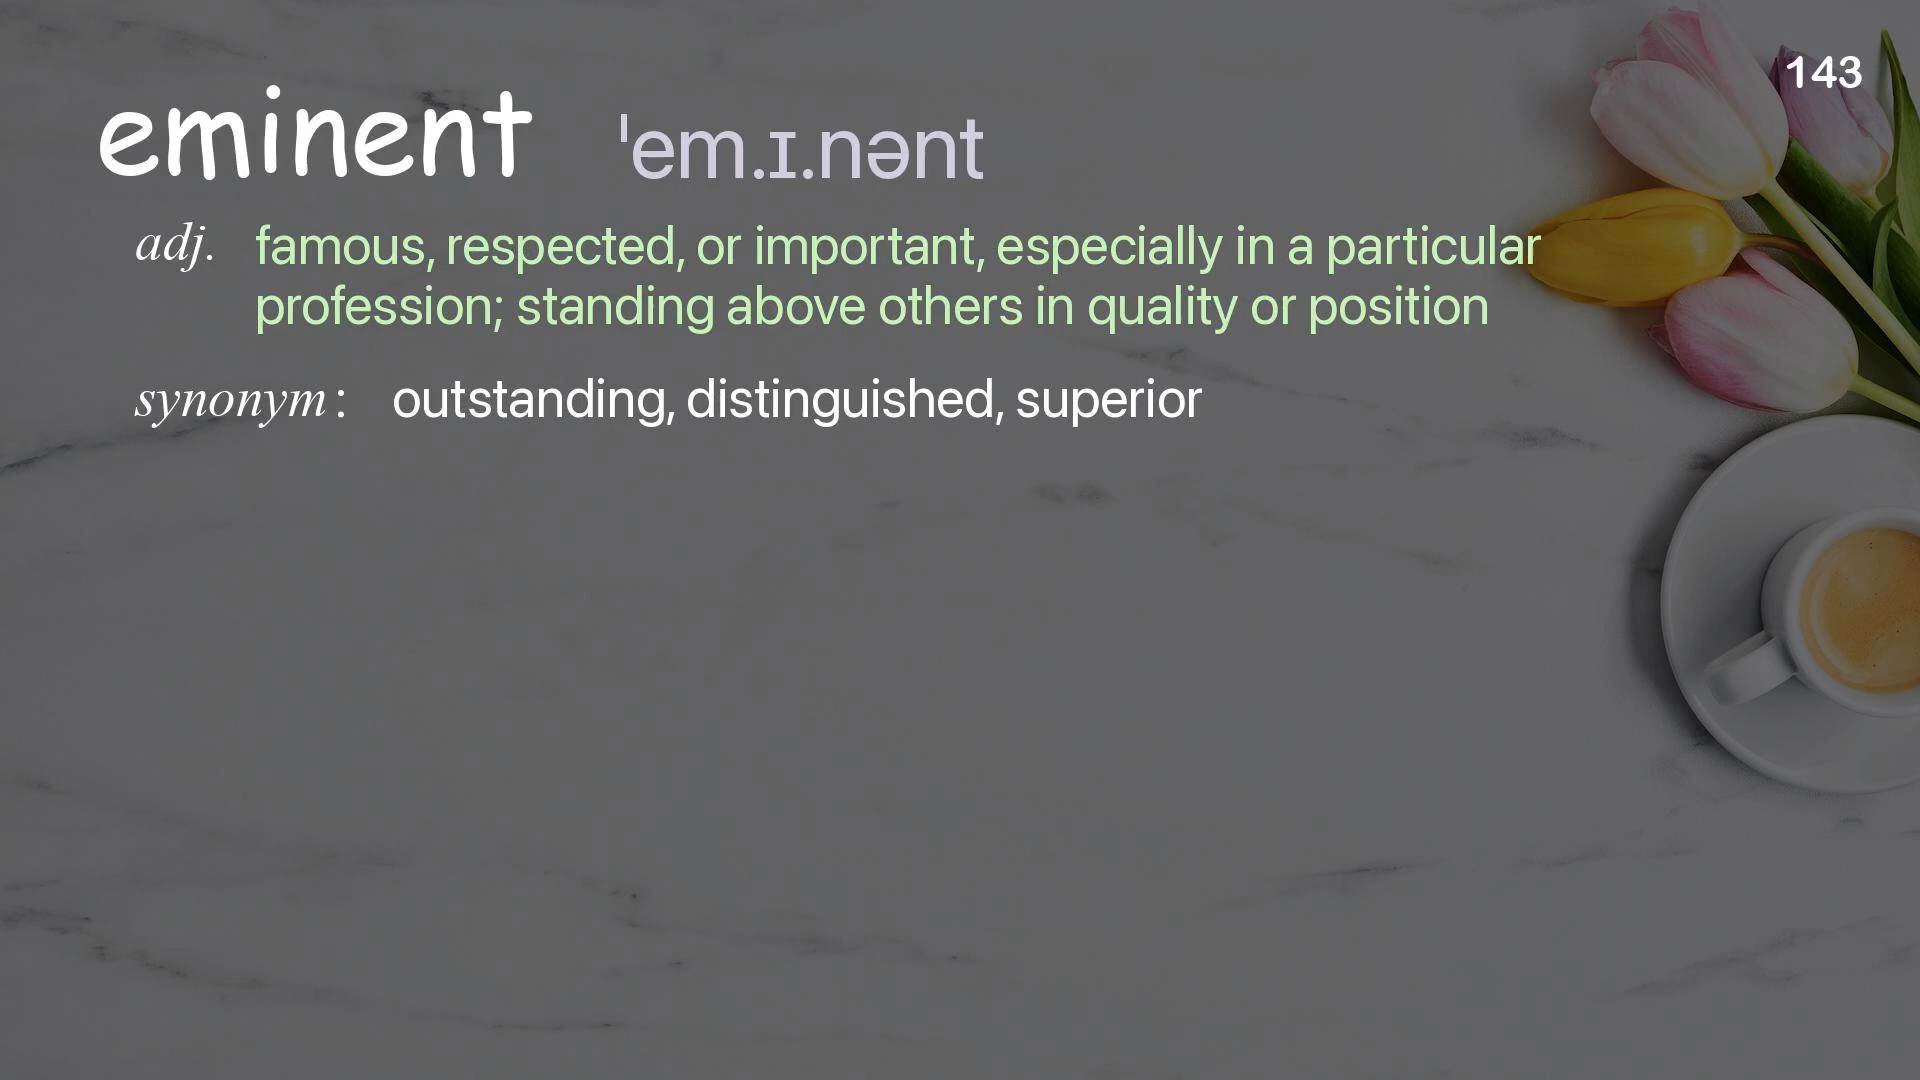 143
eminent ˈem.ɪ.nənt
adj. famous, respected, or important, especially in a particular
profession; standing above others in quality or position
synonym : outstanding, distinguished, superior